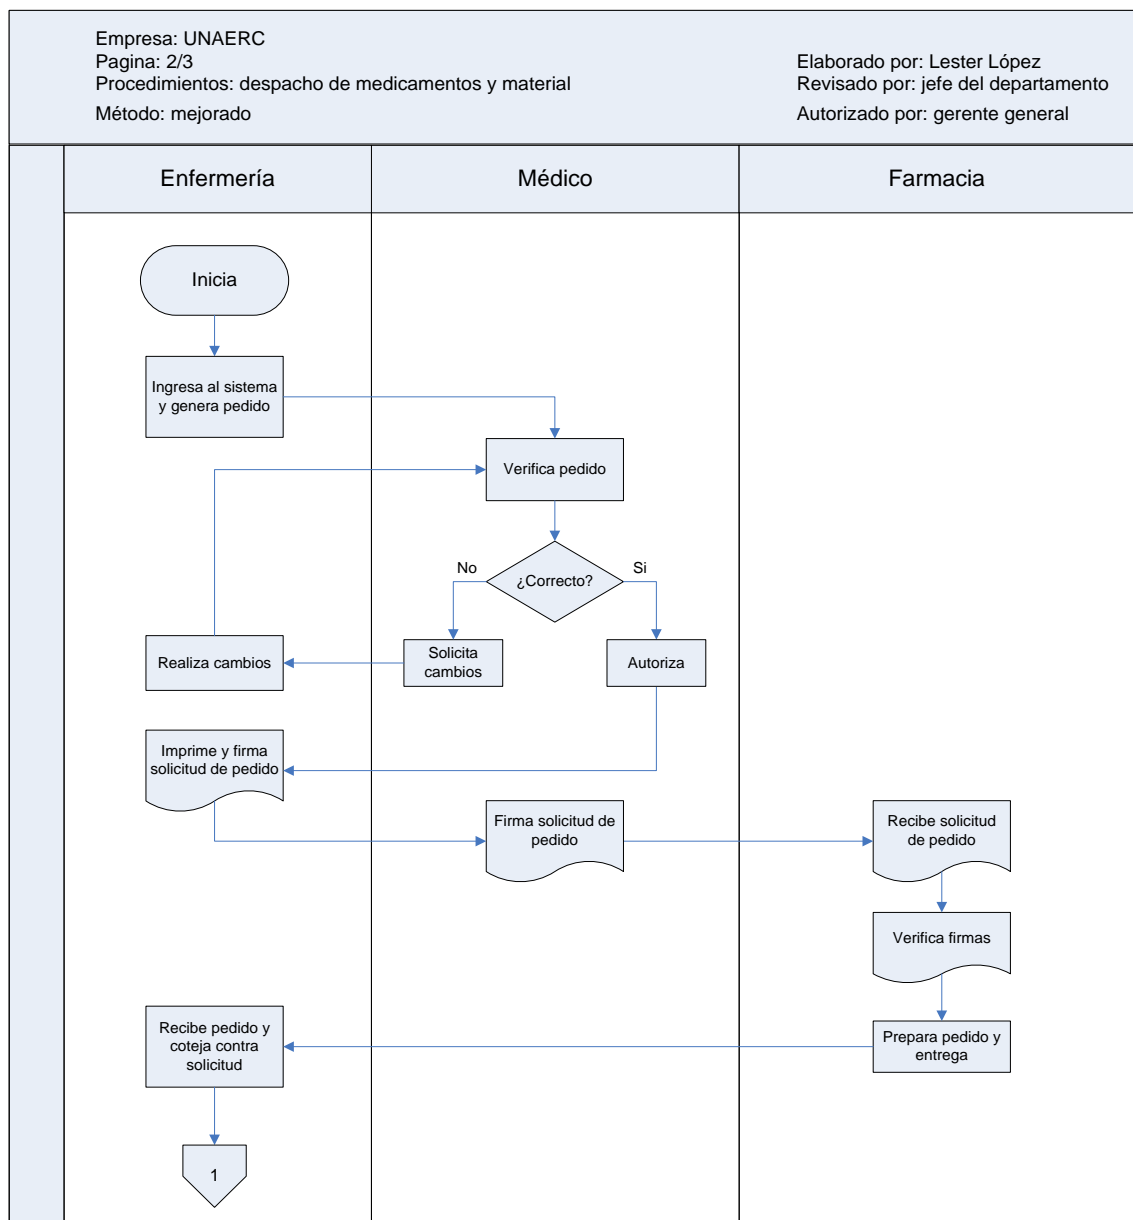 Empresa: UNAERC
Pagina: 2/3
Procedimientos: despacho de medicamentos y material
Método: mejorado
Elaborado por: Lester López
Revisado por: jefe del departamento
Autorizado por: gerente general
Enfermería
Médico
Farmacia
Inicia
Ingresa al sistema
y genera pedido
Verifica pedido
¿Correcto?
No
Si
Realiza cambios
Solicita
cambios
Autoriza
Imprime y firma
solicitud de pedido
Firma solicitud de
pedido
Recibe solicitud
de pedido
Verifica firmas
Prepara pedido y
entrega
Recibe pedido y
coteja contra
solicitud
1